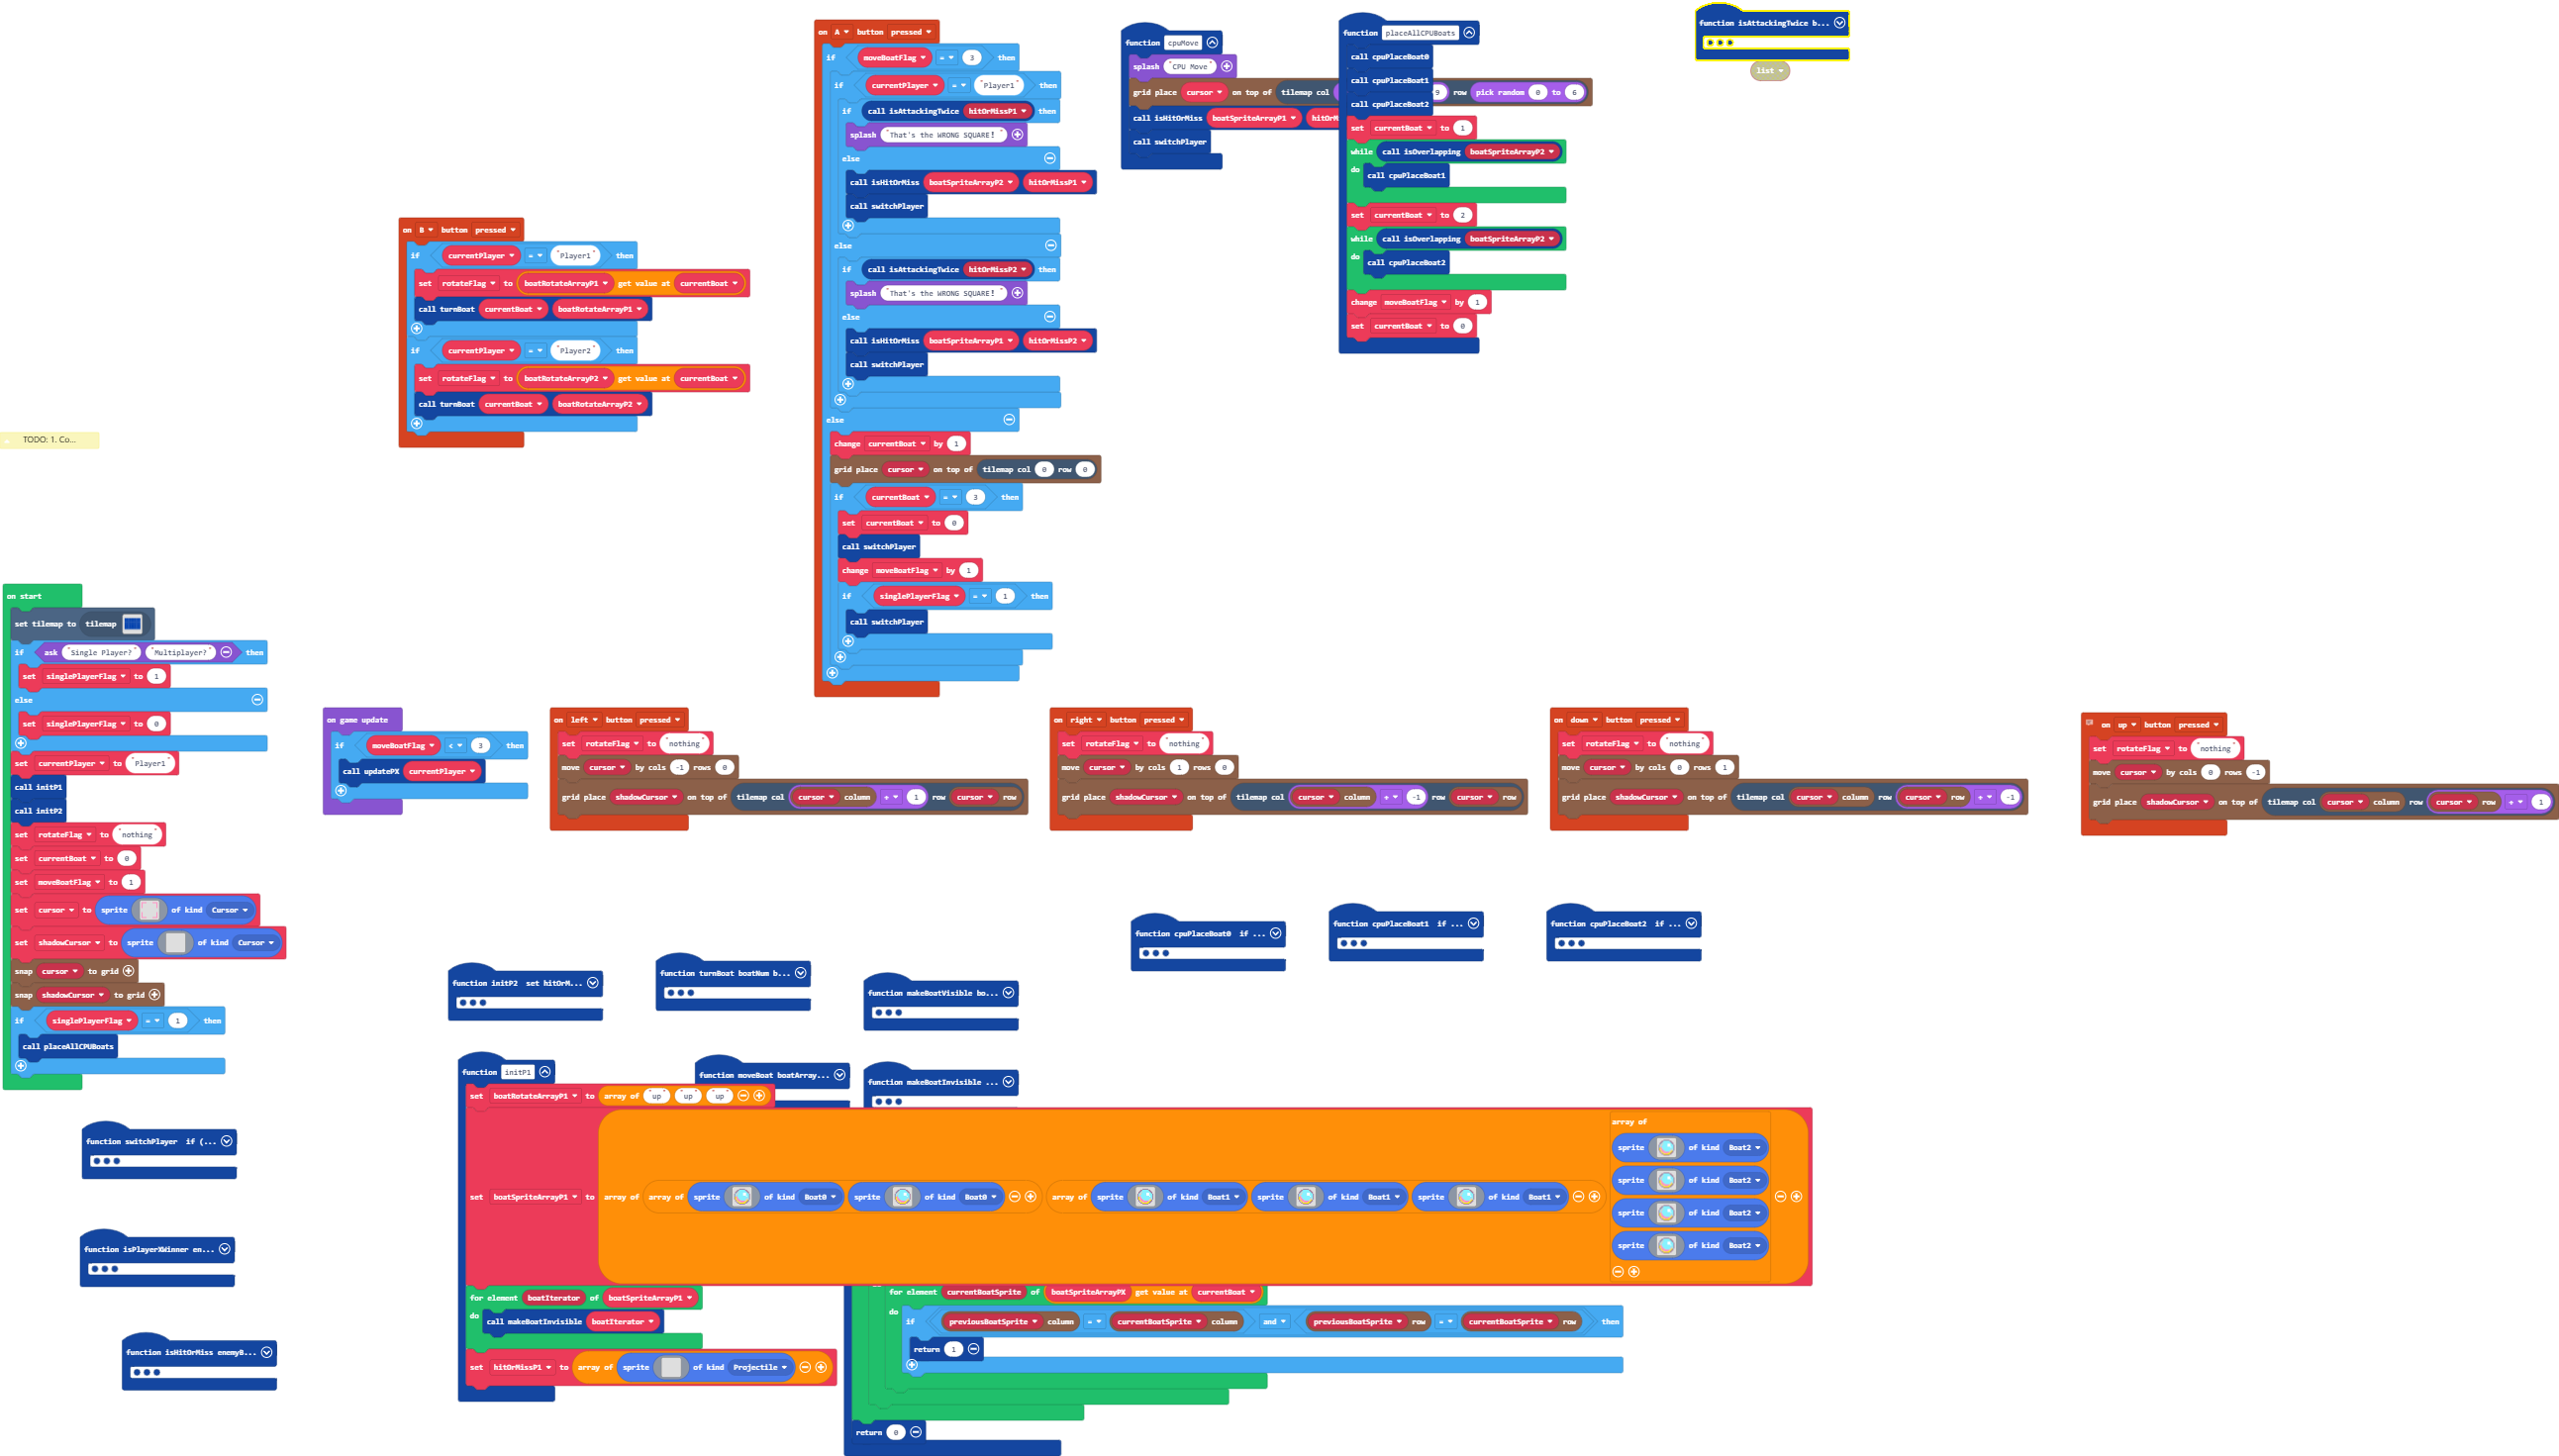 function isAttackingTwice b...
list
on A button pressed
if moveBoatFlag = 3 then
if currentPlayer = "Player1" then
if call isAttackingTwice hitOrMissP1 then
splash "That's the WRONG SQUARE!"
else
call isHitOrMiss boatSpriteArrayP2 hitOrMissP1
call switchPlayer
else
if call isAttackingTwice hitOrMissP2 then
splash "That's the WRONG SQUARE!"
else
call isHitOrMiss boatSpriteArrayP1 hitOrMissP2
call switchPlayer
else
change currentBoat by 1
grid place cursor on top of tilemap col 0 row 0
if currentBoat = 3 then
set currentBoat to 0
call switchPlayer
change moveBoatFlag by 1
if singlePlayerFlag = 1 then
call switchPlayer
function cpuMove
splash "CPU Move"
grid place cursor on top of tilemap col 9 row pick random 0 to 6
call isHitOrMiss boatSpriteArrayP1 hitOrM
call switchPlayer
function placeAllCPUBoats
call cpuPlaceBoat0
call cpuPlaceBoat1
call cpuPlaceBoat2
set currentBoat to 1
while call isOverlapping boatSpriteArrayP2
do call cpuPlaceBoat1
set currentBoat to 2
while call isOverlapping boatSpriteArrayP2
do call cpuPlaceBoat2
change moveBoatFlag by 1
set currentBoat to 0
on B button pressed
if currentPlayer = "Player1" then
set rotateFlag to boatRotateArrayP1 get value at currentBoat
call turnBoat currentBoat boatRotateArrayP1
if currentPlayer = "Player2" then
set rotateFlag to boatRotateArrayP2 get value at currentBoat
call turnBoat currentBoat boatRotateArrayP2
TODO: 1. Co...
on start
set tilemap to tilemap
if ask "Single Player?" "Multiplayer?" then
set singlePlayerFlag to 1
else
set singlePlayerFlag to 0
set currentPlayer to "Player1"
call initP1
call initP2
set rotateFlag to "nothing"
set currentBoat to 0
set moveBoatFlag to 1
set cursor to sprite of kind Cursor
set shadowCursor to sprite of kind Cursor
snap cursor to grid
snap shadowCursor to grid
if singlePlayerFlag = 1 then
call placeAllCPUBoats
on game update
if moveBoatFlag < 3 then
call updatePX currentPlayer
on left button pressed
set rotateFlag to "nothing"
move cursor by cols -1 rows 0
grid place shadowCursor on top of tilemap col cursor column + 1 row cursor row
on right button pressed
set rotateFlag to "nothing"
move cursor by cols 1 rows 0
grid place shadowCursor on top of tilemap col cursor column + -1 row cursor row
on down button pressed
set rotateFlag to "nothing"
move cursor by cols 0 rows 1
grid place shadowCursor on top of tilemap col cursor column row cursor row + -1
on up button pressed
set rotateFlag to "nothing"
move cursor by cols 0 rows -1
grid place shadowCursor on top of tilemap col cursor column row cursor row + 1
function cpuPlaceBoat0 if ...
function cpuPlaceBoat1 if ...
function cpuPlaceBoat2 if ...
function initP2 set hitOrM...
function turnBoat boatNum b...
function makeBoatVisible bo...
function moveBoat boatArray...
function makeBoatInvisible ...
function switchPlayer if (...
function isPlayerXWinner en...
function isHitOrMiss enemyB...
function initP1
set boatRotateArrayP1 to array of "up" "up" "up"
set boatSpriteArrayP1 to array of array of sprite of kind Boat0 sprite of kind Boat0 array of sprite of kind Boat1 sprite of kind Boat1 sprite of kind Boat1
array of
sprite of kind Boat2
sprite of kind Boat2
sprite of kind Boat2
sprite of kind Boat2
for element boatIterator of boatSpriteArrayP1
do call makeBoatInvisible boatIterator
set hitOrMissP1 to array of sprite of kind Projectile
for element currentBoatSprite of boatSpriteArrayPX get value at currentBoat
do
if previousBoatSprite column = currentBoatSprite column and previousBoatSprite row = currentBoatSprite row then
return 1
return 0